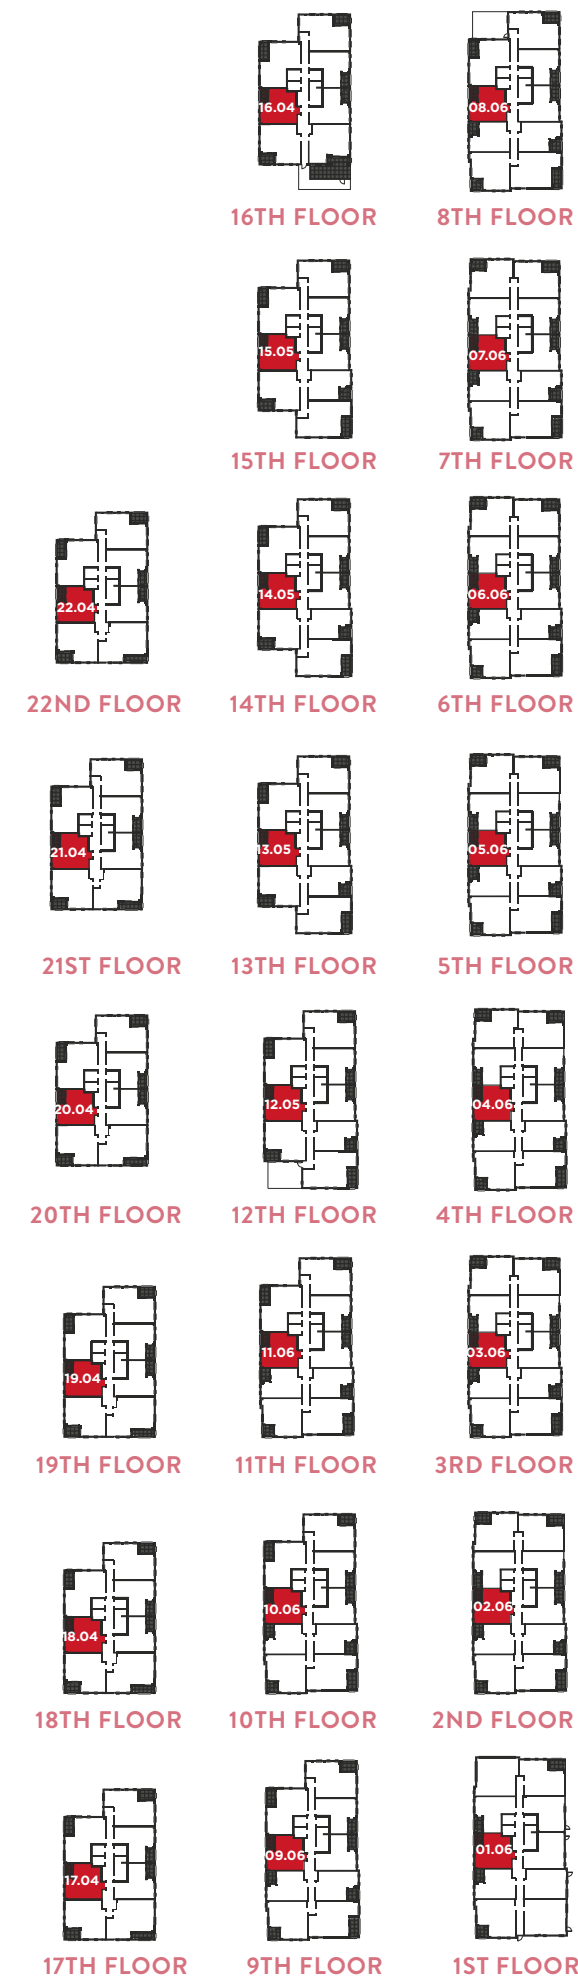 16.04
08.06
16TH FLOOR
8TH FLOOR
15.05
07.06
15TH FLOOR
7TH FLOOR
22.04
14.05
06.06
22ND FLOOR
14TH FLOOR
6TH FLOOR
21.04
13.05
05.06
21ST FLOOR
13TH FLOOR
5TH FLOOR
20.04
12.05
04.06
20TH FLOOR
12TH FLOOR
4TH FLOOR
19.04
11.06
03.06
19TH FLOOR
11TH FLOOR
3RD FLOOR
18.04
10.06
02.06
18TH FLOOR
10TH FLOOR
2ND FLOOR
17.04
09.06
01.06
17TH FLOOR
9TH FLOOR
1ST FLOOR